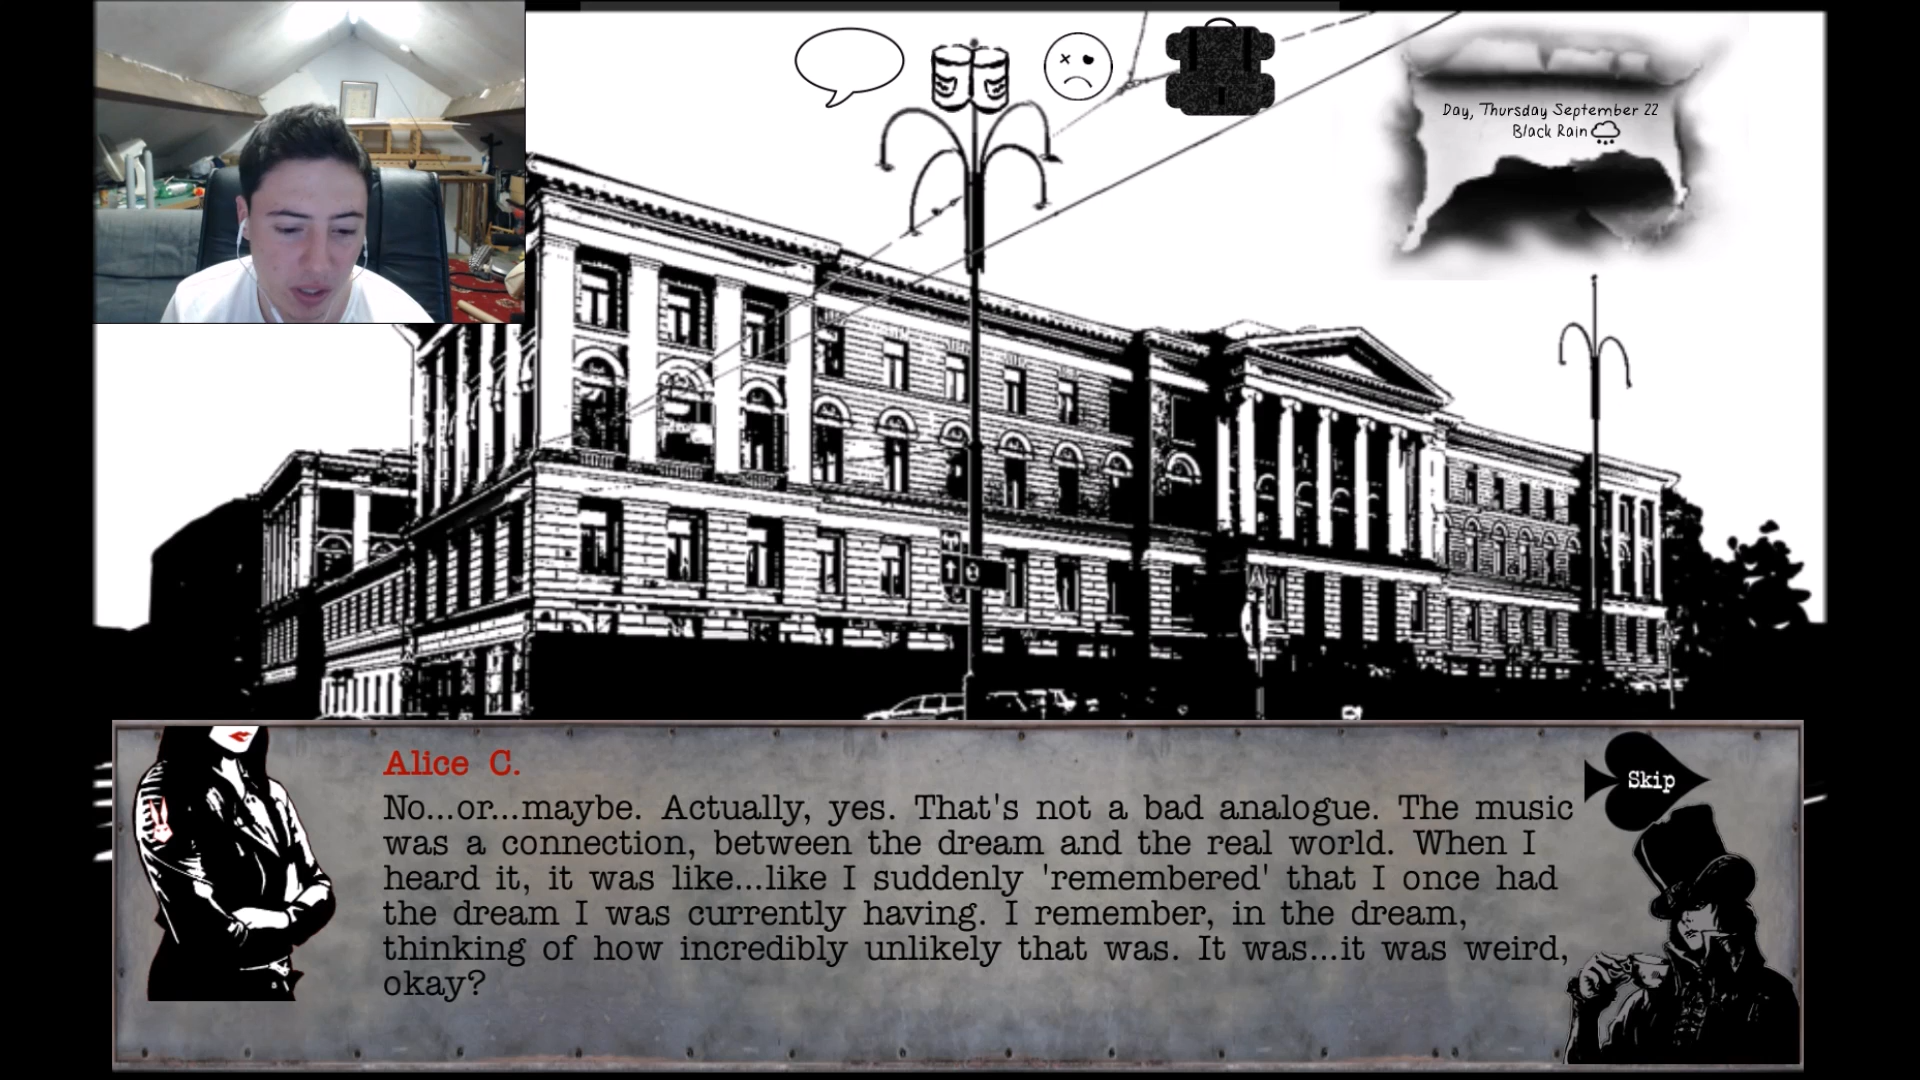 Day, Thursday September 22
Black Rain
Alice C.
Skip
No...or...maybe. Actually, yes. That's not a bad analogue. The music
was a connection, between the dream and the real world. When I
heard it, it was like...like I suddenly 'remembered' that I once had
the dream I was currently having. I remember, in the dream,
thinking of how incredibly unlikely that was. It was...it was weird,
okay?